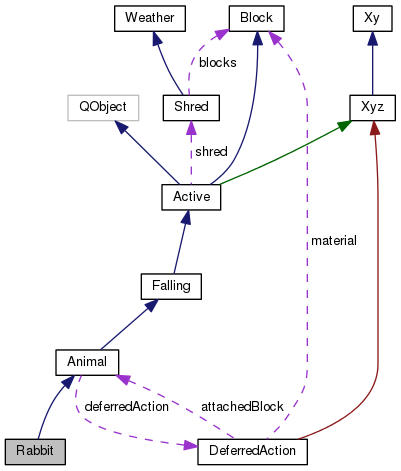 Weather
Block
Xy
blocks
QObject
Shred
Xyz
shred
Active
material
Falling
Animal
deferredAction
attachedBlock
Rabbit
DeferredAction